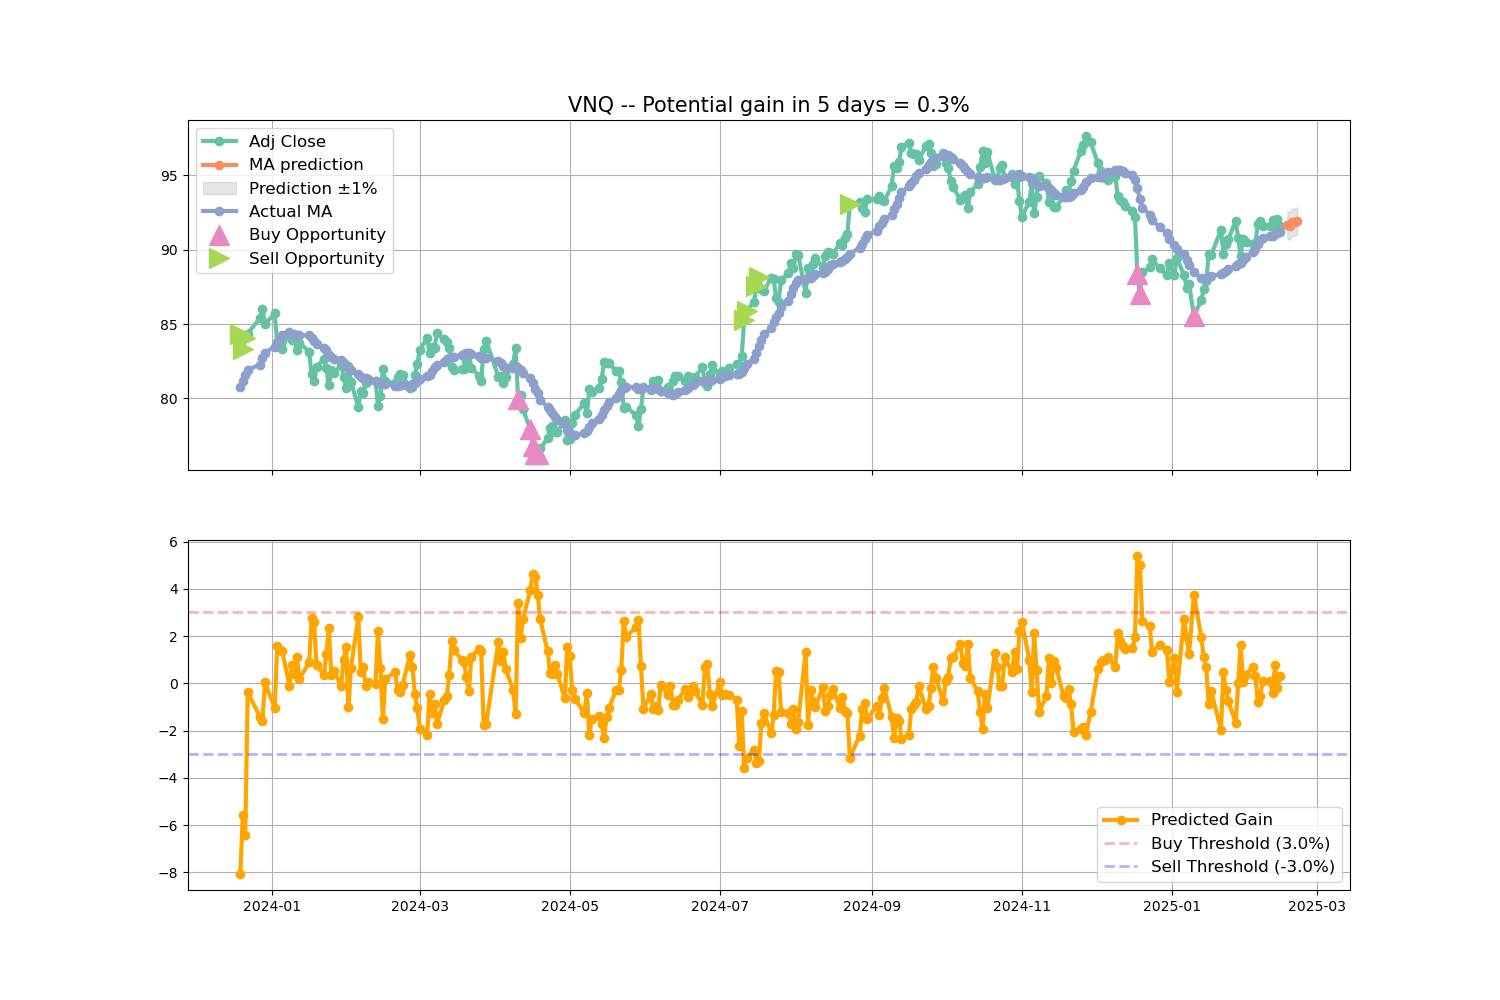 VNQ -- Potential gain in 5 days = 0.3%
Adj Close
MA prediction
Prediction ±1%
Actual MA
Buy Opportunity
Sell Opportunity
95
90
85
80
6
4
2
0
−2
−4
−6
−8
Predicted Gain
Buy Threshold (3.0%)
Sell Threshold (-3.0%)
2024-01 2024-03 2024-05 2024-07 2024-09 2024-11 2025-01 2025-03